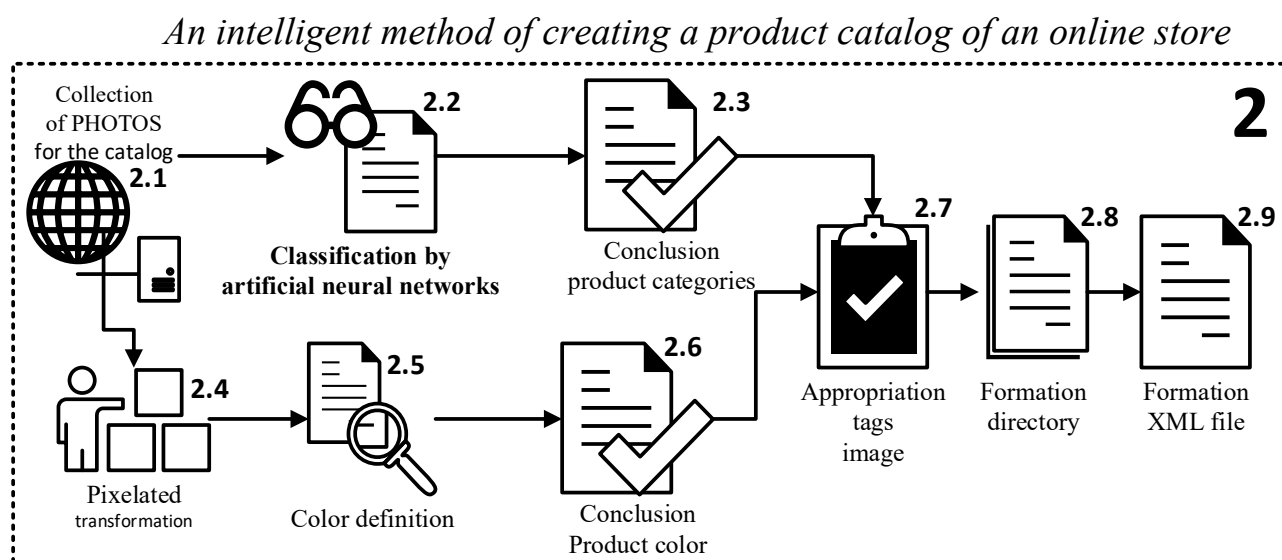 An intelligent method of creating a product catalog of an online store
2
Collection
of PHOTOS
for the catalog
2.1
2.2
Classification by
artificial neural networks
2.3
Conclusion
product categories
2.4
Pixelated
transformation
2.5
Color definition
2.6
Conclusion
Product color
2.7
Appropriation
tags
image
2.8
Formation
directory
2.9
Formation
XML file